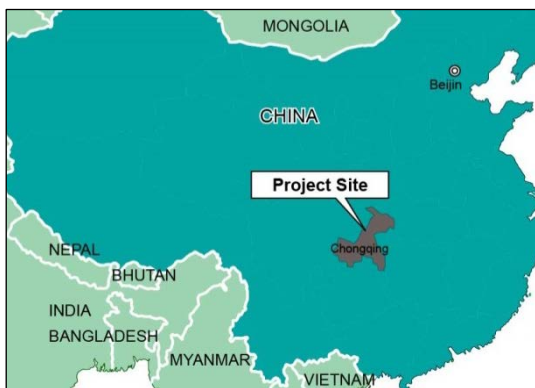 MONGOLIA
Beijin
CHINA
Project Site
Chongqing
NEPAL
BHUTAN
INDIA
BANGLADESH
MYANMAR
VIETNAM